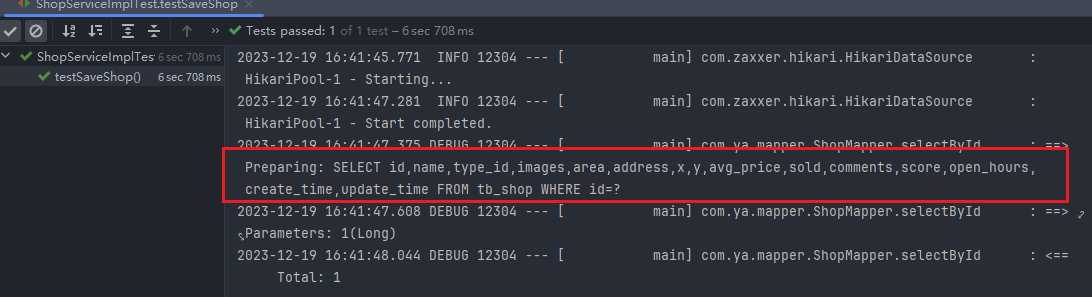 ShopServiceImplTest.testSaveShop ×
Tests passed: 1 of 1 test – 6 sec 708 ms
ShopServiceImplTes 6 sec 708 ms
testSaveShop() 6 sec 708 ms
2023-12-19 16:41:45.771  INFO 12304 --- [           main] com.zaxxer.hikari.HikariDataSource       :
HikariPool-1 - Starting...
2023-12-19 16:41:47.281  INFO 12304 --- [           main] com.zaxxer.hikari.HikariDataSource       :
HikariPool-1 - Start completed.
2023-12-19 16:41:47.375 DEBUG 12304 --- [           main] com.ya.mapper.ShopMapper.selectById      : ==>
Preparing: SELECT id,name,type_id,images,area,address,x,y,avg_price,sold,comments,score,open_hours,
create_time,update_time FROM tb_shop WHERE id=?
2023-12-19 16:41:47.608 DEBUG 12304 --- [           main] com.ya.mapper.ShopMapper.selectById      : ==>
Parameters: 1(Long)
2023-12-19 16:41:48.044 DEBUG 12304 --- [           main] com.ya.mapper.ShopMapper.selectById      : <==
Total: 1